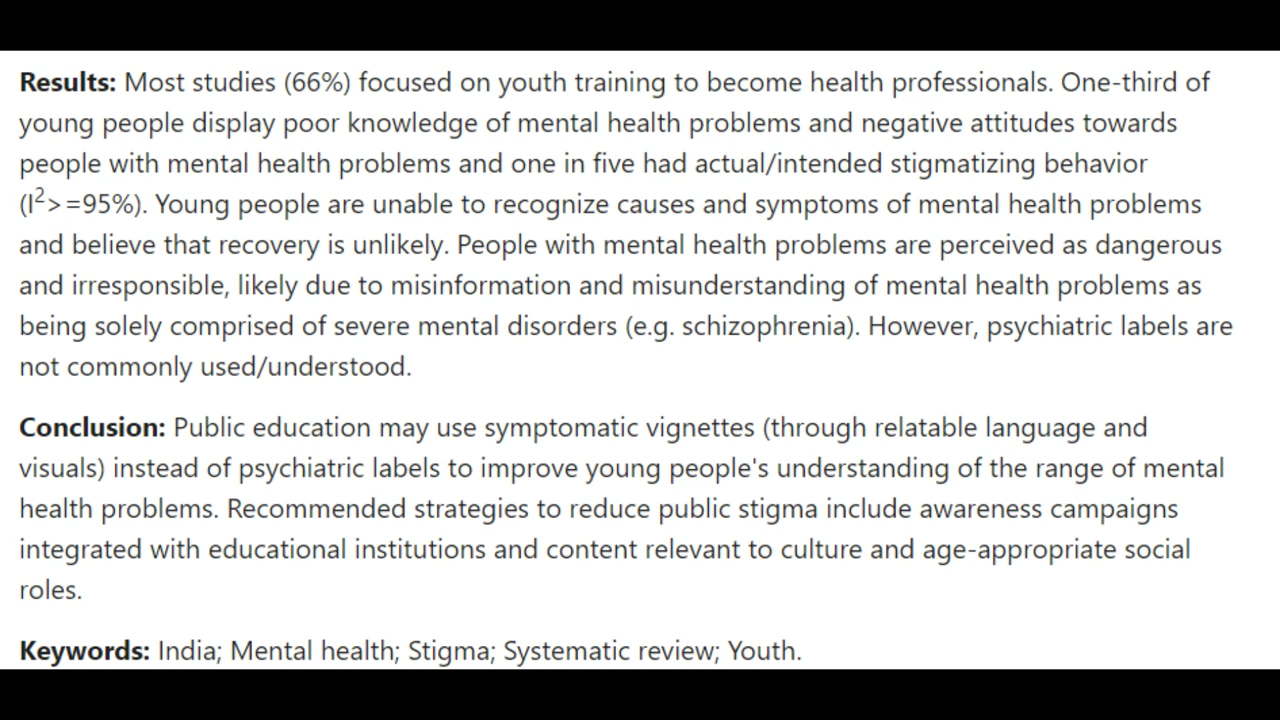 Results: Most studies (66%) focused on youth training to become health professionals. One-third of
young people display poor knowledge of mental health problems and negative attitudes towards
people with mental health problems and one in five had actual/intended stigmatizing behavior
(I²>=95%). Young people are unable to recognize causes and symptoms of mental health problems
and believe that recovery is unlikely. People with mental health problems are perceived as dangerous
and irresponsible, likely due to misinformation and misunderstanding of mental health problems as
being solely comprised of severe mental disorders (e.g. schizophrenia). However, psychiatric labels are
not commonly used/understood.
Conclusion: Public education may use symptomatic vignettes (through relatable language and
visuals) instead of psychiatric labels to improve young people's understanding of the range of mental
health problems. Recommended strategies to reduce public stigma include awareness campaigns
integrated with educational institutions and content relevant to culture and age-appropriate social
roles.
Keywords: India; Mental health; Stigma; Systematic review; Youth.